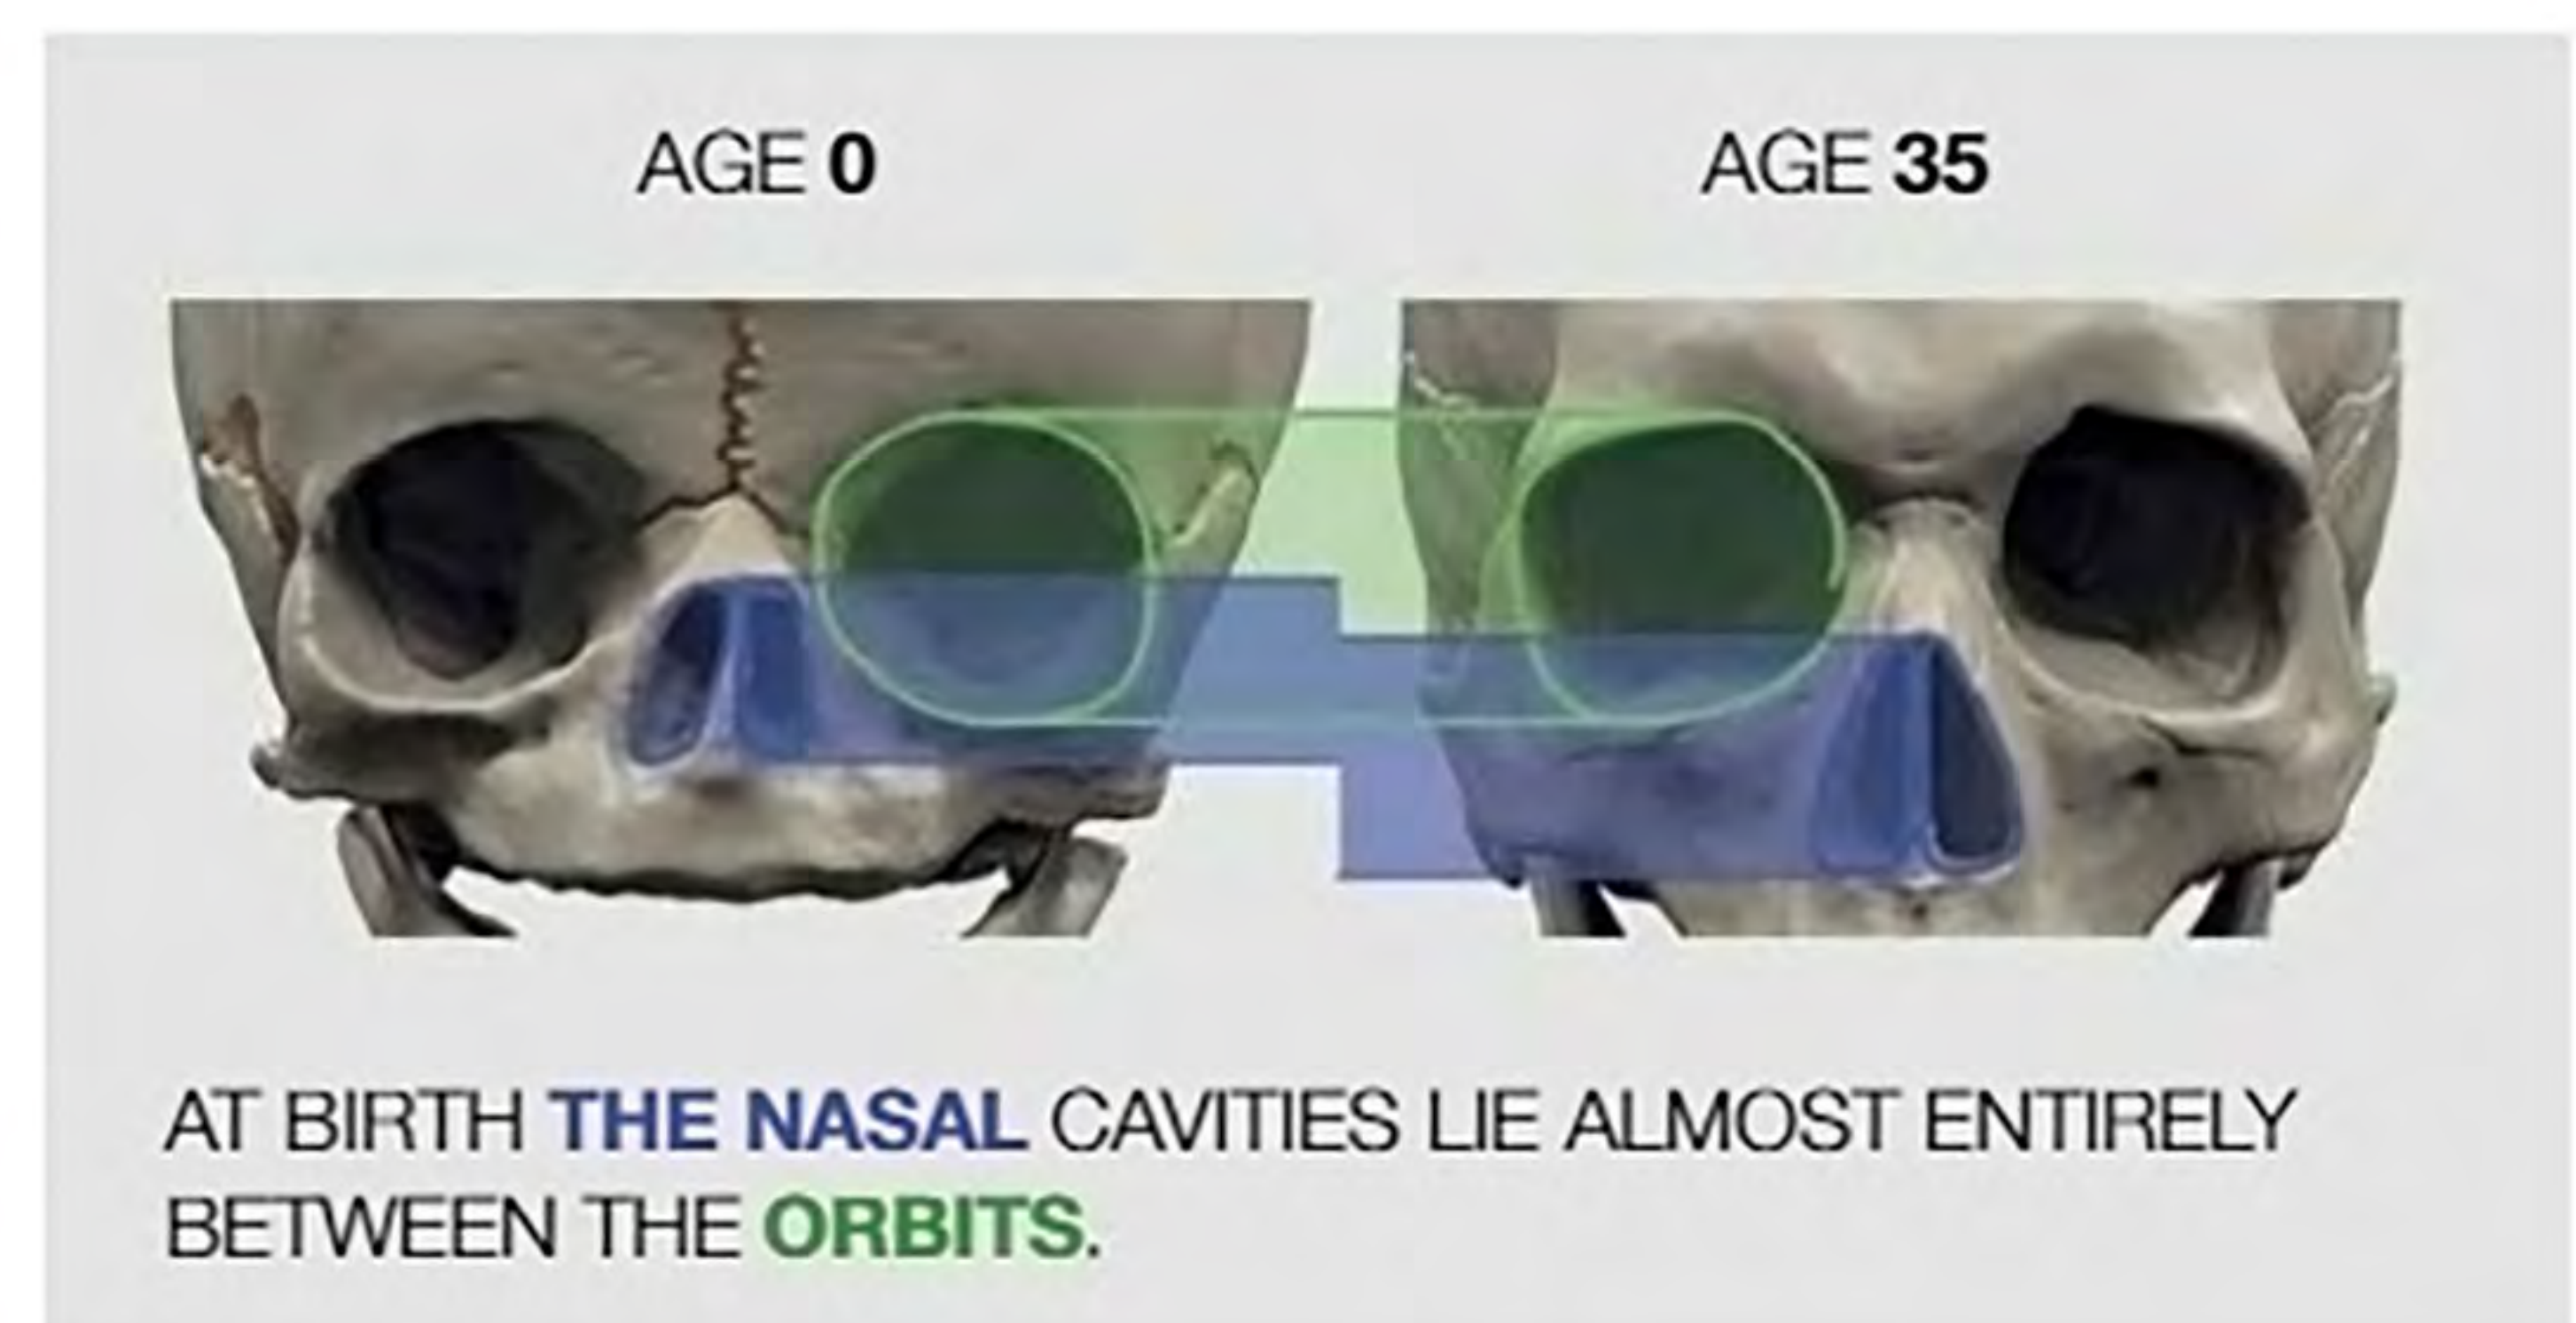 AGE 0
AGE 35
AT BIRTH THE NASAL CAVITIES LIE ALMOST ENTIRELY
BETWEEN THE ORBITS.